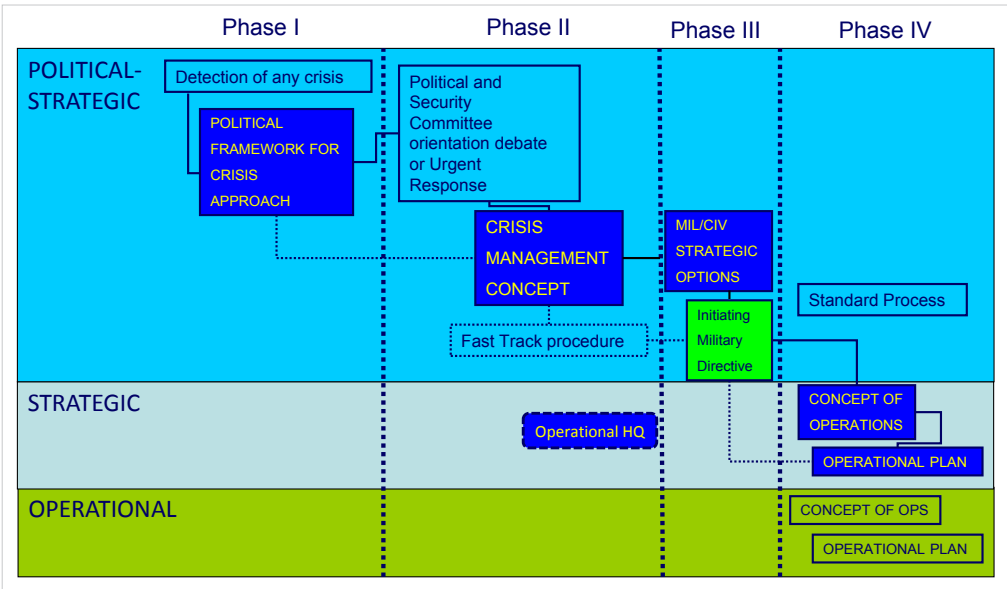 Phase I
Phase II
Phase III
Phase IV
POLITICAL-
STRATEGIC
Detection of any crisis
POLITICAL
FRAMEWORK FOR
CRISIS
APPROACH
Political and
Security
Committee
orientation debate
or Urgent
Response
CRISIS
MANAGEMENT
CONCEPT
MIL/CIV
STRATEGIC
OPTIONS
Standard Process
Fast Track procedure
Initiating
Military
Directive
STRATEGIC
CONCEPT OF
OPERATIONS
Operational HQ
OPERATIONAL PLAN
OPERATIONAL
CONCEPT OF OPS
OPERATIONAL PLAN